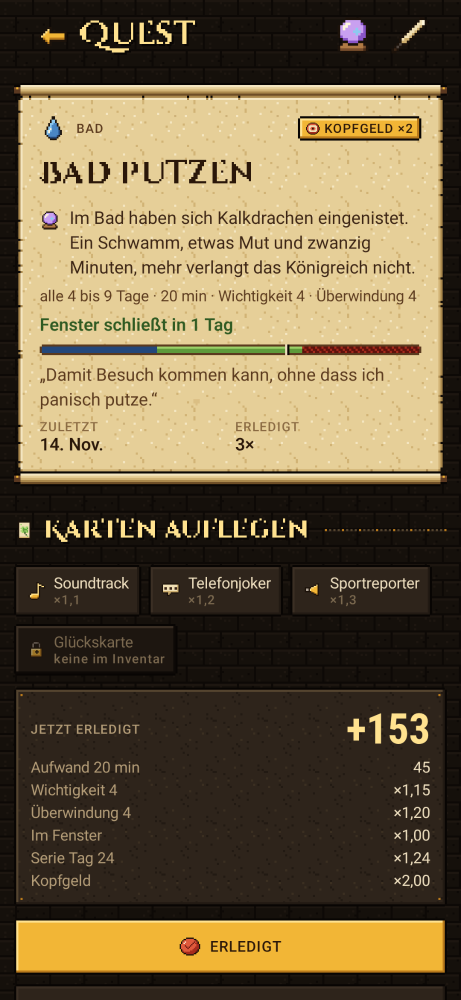 QUEST
BAD
KOPFGELD ×2
BAD PUTZEN
Im Bad haben sich Kalkdrachen eingenistet.
Ein Schwamm, etwas Mut und zwanzig
Minuten, mehr verlangt das Königreich nicht.
alle 4 bis 9 Tage · 20 min · Wichtigkeit 4 · Überwindung 4
Fenster schließt in 1 Tag
„Damit Besuch kommen kann, ohne dass ich
panisch putze.“
ZULETZT ERLEDIGT
14. Nov. 3×
KARTEN AUFLEGEN
Soundtrack
×1,1
Telefonjoker
×1,2
Sportreporter
×1,3
Glückskarte
keine im Inventar
JETZT ERLEDIGT +153
Aufwand 20 min 45
Wichtigkeit 4 ×1,15
Überwindung 4 ×1,20
Im Fenster ×1,00
Serie Tag 24 ×1,24
Kopfgeld ×2,00
ERLEDIGT